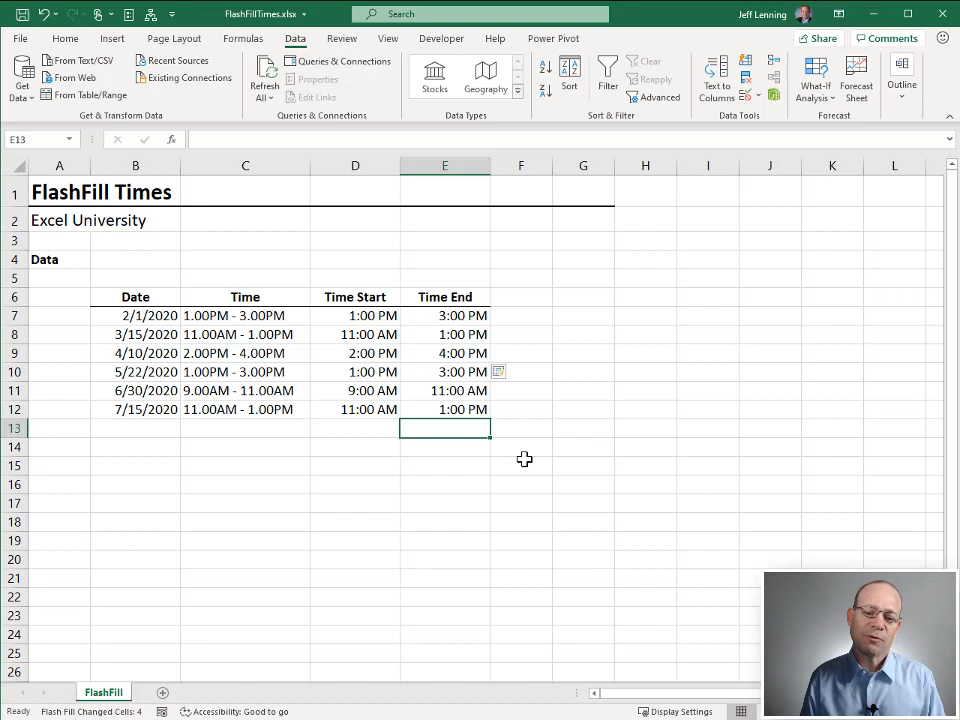 FlashFillTimes.xlsx
Search
Jeff Lenning
File Home Insert Page Layout Formulas Data Review View Developer Help Power Pivot
Share Comments
Get Data
From Text/CSV
From Web
From Table/Range
Recent Sources
Existing Connections
Get & Transform Data
Refresh All
Queries & Connections
Properties
Edit Links
Queries & Connections
Stocks
Geography
Data Types
Sort
Filter
Clear
Reapply
Advanced
Sort & Filter
Text to Columns
Data Tools
What-If Analysis
Forecast Sheet
Forecast
Outline
E13
fx
A B C D E F G H I J K L
1 FlashFill Times
2 Excel University
3
4 Data
5
6 Date Time Time Start Time End
7 2/1/2020 1.00PM - 3.00PM 1:00 PM 3:00 PM
8 3/15/2020 11.00AM - 1.00PM 11:00 AM 1:00 PM
9 4/10/2020 2.00PM - 4.00PM 2:00 PM 4:00 PM
10 5/22/2020 1.00PM - 3.00PM 1:00 PM 3:00 PM
11 6/30/2020 9.00AM - 11.00AM 9:00 AM 11:00 AM
12 7/15/2020 11.00AM - 1.00PM 11:00 AM 1:00 PM
13
14
15
16
17
18
19
20
21
22
23
24
25
26
FlashFill
Ready Flash Fill Changed Cells: 4 Accessibility: Good to go Display Settings